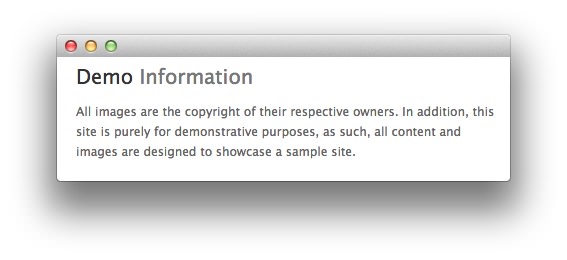 Demo Information
All images are the copyright of their respective owners. In addition, this
site is purely for demonstrative purposes, as such, all content and
images are designed to showcase a sample site.